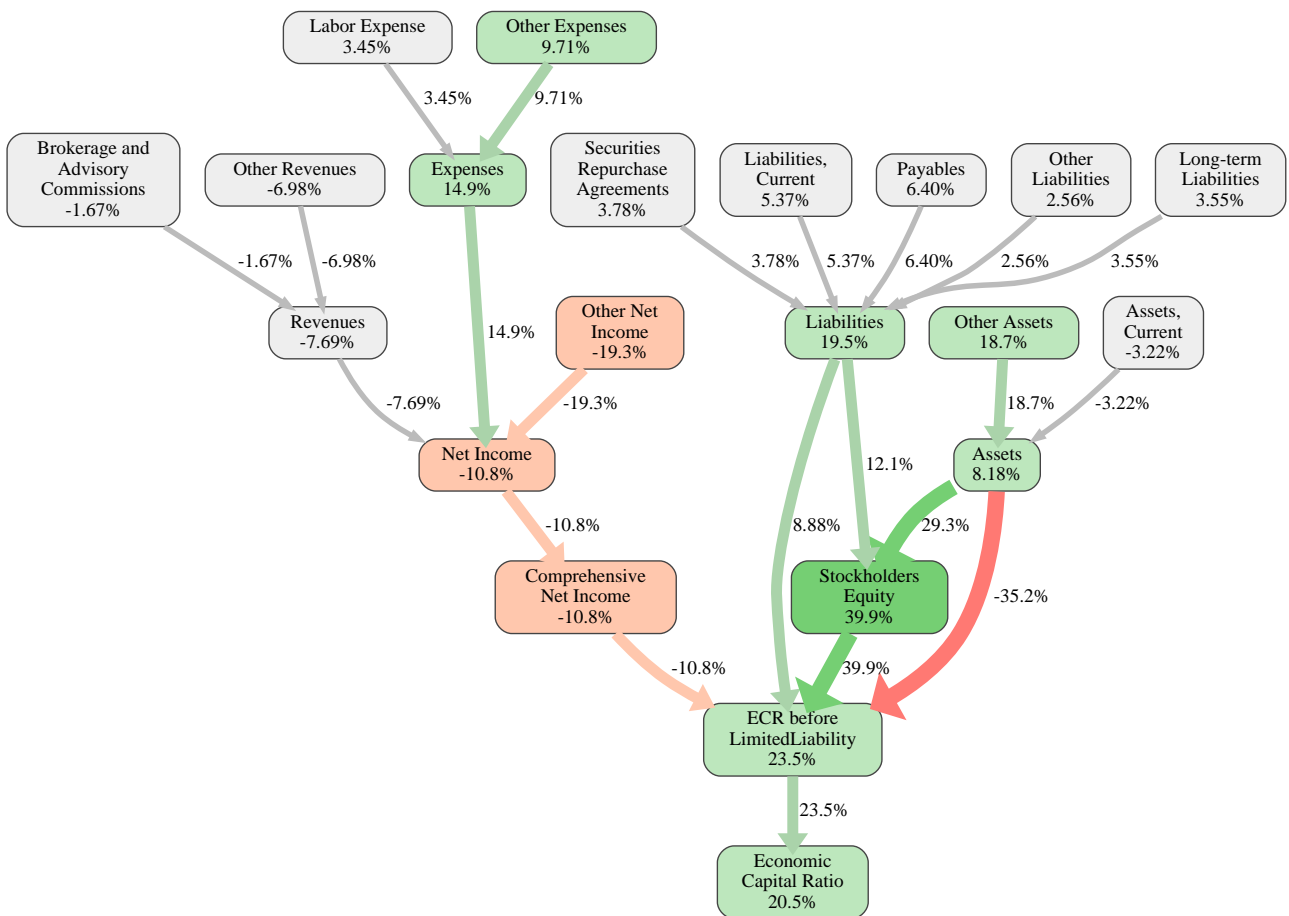 Labor Expense
3.45%
Other Expenses
9.71%
3.45%
9.71%
Brokerage and
Advisory
Commissions
-1.67%
Other Revenues
-6.98%
Expenses
14.9%
Securities
Repurchase
Agreements
3.78%
Liabilities,
Current
5.37%
Payables
6.40%
Other
Liabilities
2.56%
Long-term
Liabilities
3.55%
-1.67%
-6.98%
3.78%
5.37%
6.40%
2.56%
3.55%
Revenues
-7.69%
14.9%
Other Net
Income
-19.3%
Liabilities
19.5%
Other Assets
18.7%
Assets,
Current
-3.22%
-7.69%
-19.3%
18.7%
-3.22%
Net Income
-10.8%
12.1%
Assets
8.18%
-10.8%
8.88%
29.3%
Comprehensive
Net Income
-10.8%
Stockholders
Equity
39.9%
-35.2%
-10.8%
39.9%
ECR before
LimitedLiability
23.5%
23.5%
Economic
Capital Ratio
20.5%